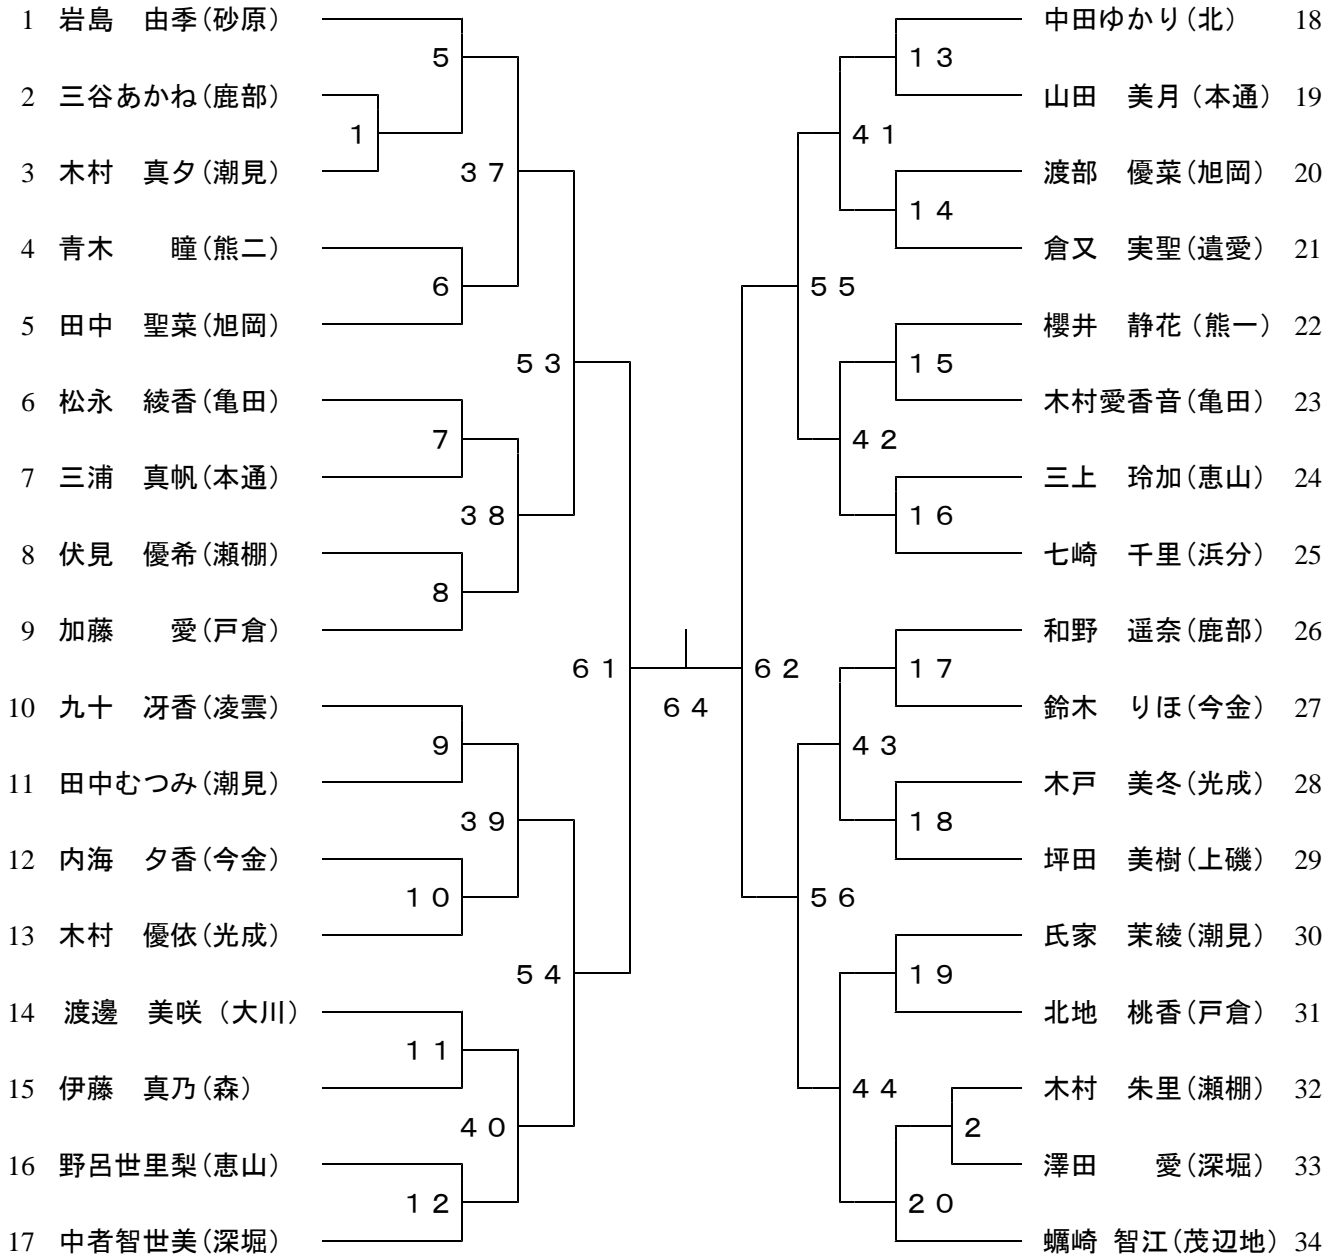 1 岩島　由季(砂原)
5
2 三谷あかね(鹿部)
1
3 木村　真夕(潮見)
37
4 青木　　瞳(熊二)
6
5 田中　聖菜(旭岡)
53
6 松永　綾香(亀田)
7
7 三浦　真帆(本通)
38
8 伏見　優希(瀬棚)
8
9 加藤　　愛(戸倉)
61
10 九十　冴香(凌雲)
9
11 田中むつみ(潮見)
39
12 内海　夕香(今金)
10
13 木村　優依(光成)
54
14 渡邊　美咲（大川）
11
15 伊藤　真乃(森)
40
16 野呂世里梨(恵山)
12
17 中者智世美(深堀)
64
中田ゆかり(北) 18
13
山田　美月（本通） 19
41
渡部　優菜(旭岡) 20
14
倉又　実聖(遺愛) 21
55
櫻井　静花（熊一） 22
15
木村愛香音(亀田) 23
42
三上　玲加(恵山) 24
16
七崎　千里(浜分) 25
62
和野　遥奈(鹿部) 26
17
鈴木　りほ(今金) 27
43
木戸　美冬(光成) 28
18
坪田　美樹(上磯) 29
56
氏家　茉綾(潮見) 30
19
北地　桃香(戸倉) 31
44
木村　朱里(瀬棚) 32
2
澤田　　愛(深堀) 33
20
蠣崎 智江(茂辺地) 34